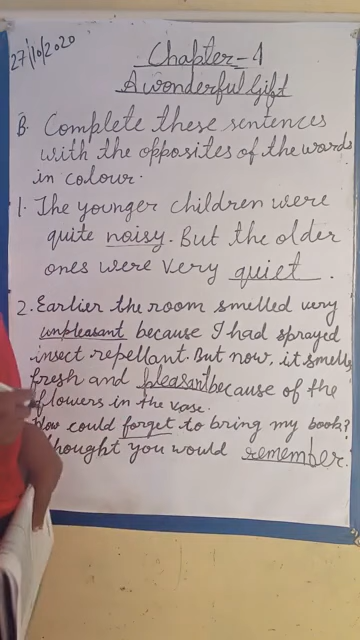 27/10/2020
Chapter-1
A wonderful Gift
B. Complete these sentences
with the opposites of the words
in colour.
1. The younger children were
quite noisy. But the older
ones were very quiet.
2. Earlier the room smelled very
unpleasant because I had sprayed
insect repellant. But now, it smells
fresh and pleasant because of the
flowers in the vase.
How could forget to bring my book?
thought you would remember.